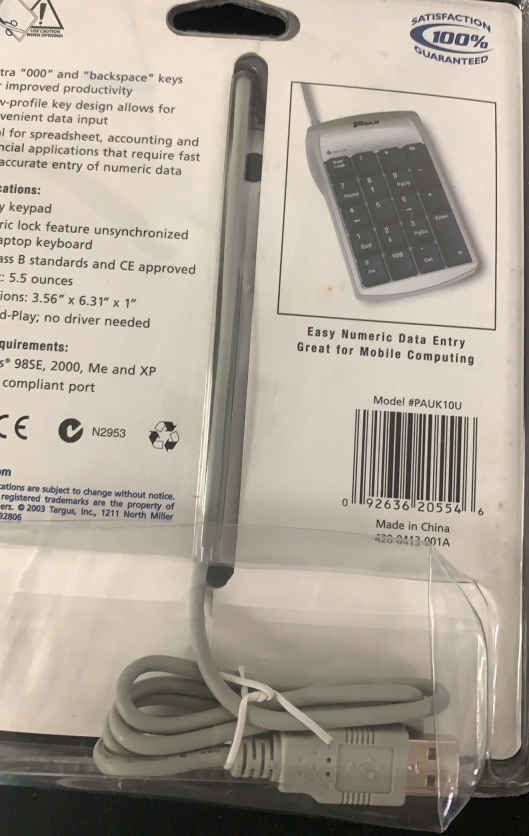 USE CAUTION
WHEN OPENING
SATISFACTION
100%
GUARANTEED
tra "000" and "backspace" keys
improved productivity
v-profile key design allows for
venient data input
l for spreadsheet, accounting and
ncial applications that require fast
accurate entry of numeric data
cations:
y keypad
ric lock feature unsynchronized
aptop keyboard
ass B standards and CE approved
: 5.5 ounces
ions: 3.56" x 6.31" x 1"
d-Play; no driver needed
quirements:
s® 98SE, 2000, Me and XP
compliant port
Easy Numeric Data Entry
Great for Mobile Computing
CE
N2953
Model #PAUK10U
0 92636 20554 6
Made in China
420-0413-001A
om
cations are subject to change without notice.
registered trademarks are the property of
ers. © 2003 Targus, Inc., 1211 North Miller
92806